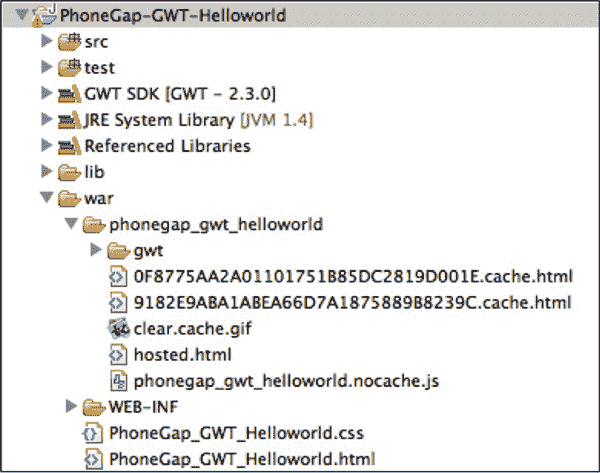 PhoneGap-GWT-Helloworld
src
test
GWT SDK [GWT - 2.3.0]
JRE System Library [JVM 1.4]
Referenced Libraries
lib
war
phonegap_gwt_helloworld
gwt
0F8775AA2A01101751B85DC2819D001E.cache.html
9182E9ABA1ABEA66D7A1875889B8239C.cache.html
clear.cache.gif
hosted.html
phonegap_gwt_helloworld.nocache.js
WEB-INF
PhoneGap_GWT_Helloworld.css
PhoneGap_GWT_Helloworld.html